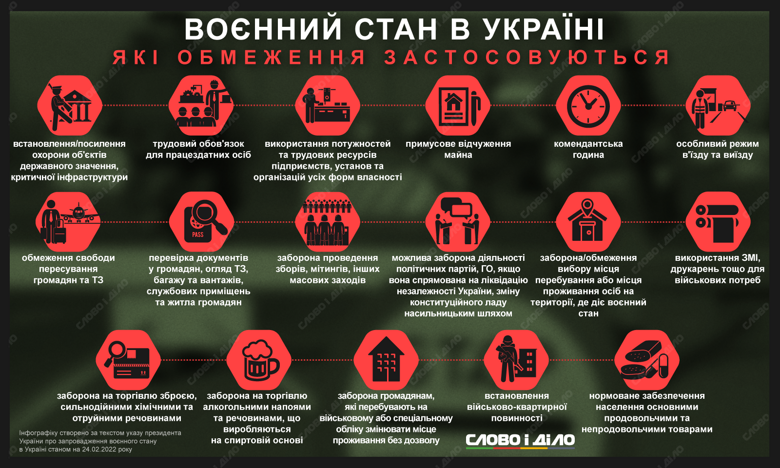 ВОЄННИЙ СТАН В УКРАЇНІ
ЯКІ ОБМЕЖЕННЯ ЗАСТОСОВУЮТЬСЯ
встановлення/посилення
охорони об'єктів
державного значення,
критичної інфраструктури
трудовий обов'язок
для працездатних осіб
використання потужностей
та трудових ресурсів
підприємств, установ та
організацій усіх форм власності
примусове відчуження
майна
комендантська
година
особливий режим
в'їзду та виїзду
обмеження свободи
пересування
громадян та ТЗ
PASS
перевірка документів
у громадян, огляд ТЗ,
багажу та вантажів,
службових приміщень
та житла громадян
заборона проведення
зборів, мітингів, інших
масових заходів
можлива заборона діяльності
політичних партій, ГО, якщо
вона спрямована на ліквідацію
незалежності України, зміну
конституційного ладу
насильницьким шляхом
заборона/обмеження
вибору місця
перебування або місця
проживання осіб на
території, де діє воєнний
стан
використання ЗМІ,
друкарень тощо для
військових потреб
заборона на торгівлю зброєю,
сильнодійними хімічними та
отруйними речовинами
заборона на торгівлю
алкогольними напоями
та речовинами, що
виробляються
на спиртовій основі
заборона громадянам,
які перебувають на
військовому або спеціальному
обліку змінювати місце
проживання без дозволу
встановлення
військово-квартирної
повинності
нормоване забезпечення
населення основними
продовольчими та
непродовольчими товарами
Інфографіку створено за текстом указу президента
України про запровадження воєнного стану
в Україні станом на 24.02.2022 року
СЛОВО і ДІЛО